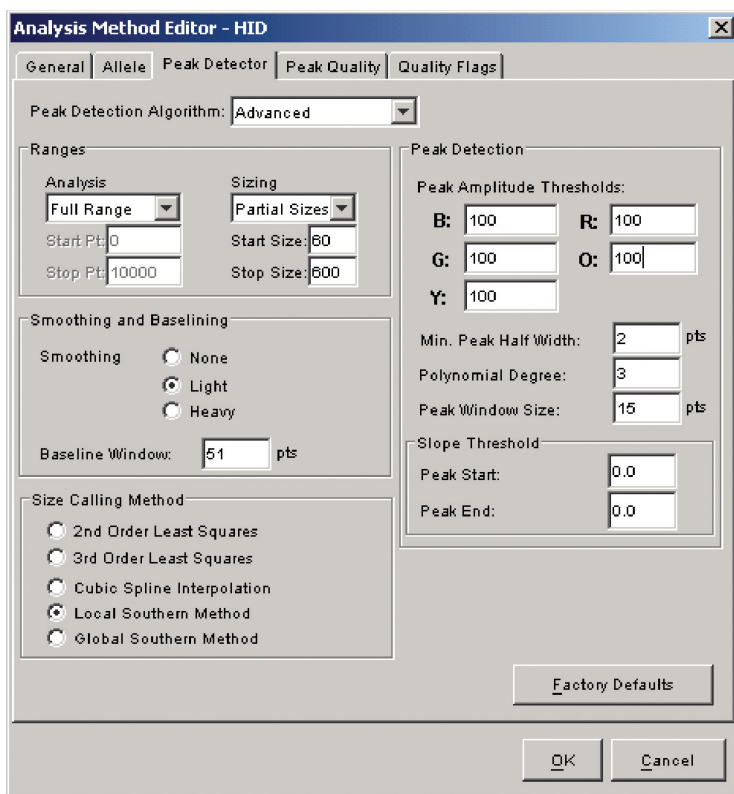 Analysis Method Editor - HID
General Allele Peak Detector Peak Quality Quality Flags
Peak Detection Algorithm: Advanced
Ranges
Analysis Sizing
Full Range Partial Sizes
Start Pt: 0 Start Size: 60
Stop Pt: 10000 Stop Size: 600
Smoothing and Baselining
Smoothing None
Light
Heavy
Baseline Window: 51 pts
Size Calling Method
2nd Order Least Squares
3rd Order Least Squares
Cubic Spline Interpolation
Local Southern Method
Global Southern Method
Peak Detection
Peak Amplitude Thresholds:
B: 100 R: 100
G: 100 O: 100
Y: 100
Min. Peak Half Width: 2 pts
Polynomial Degree: 3
Peak Window Size: 15 pts
Slope Threshold
Peak Start: 0.0
Peak End: 0.0
Factory Defaults
OK Cancel